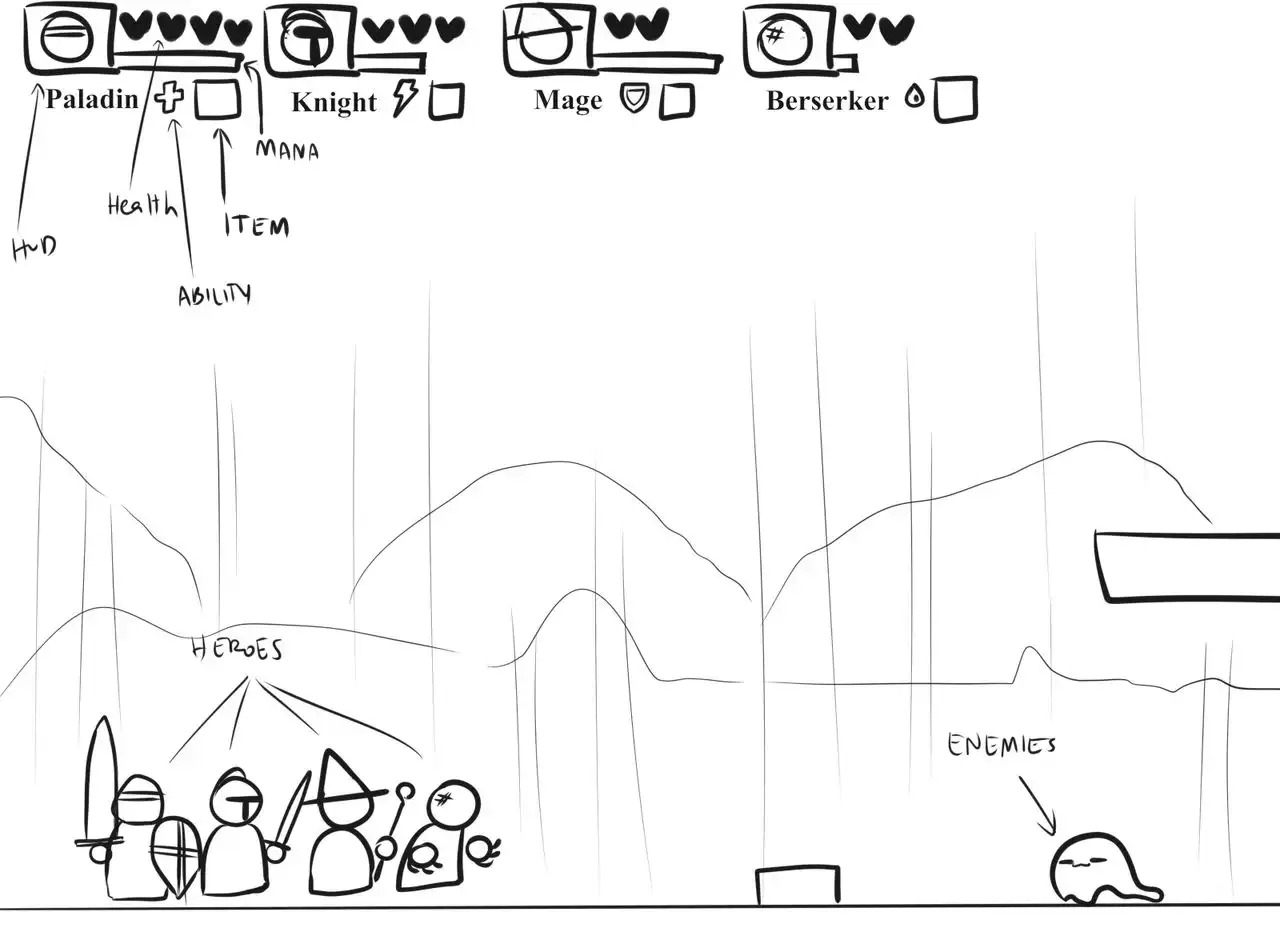 Paladin
Knight
Mage
Berserker
MANA
Health
ITEM
HUD
ABILITY
HEROES
ENEMIES